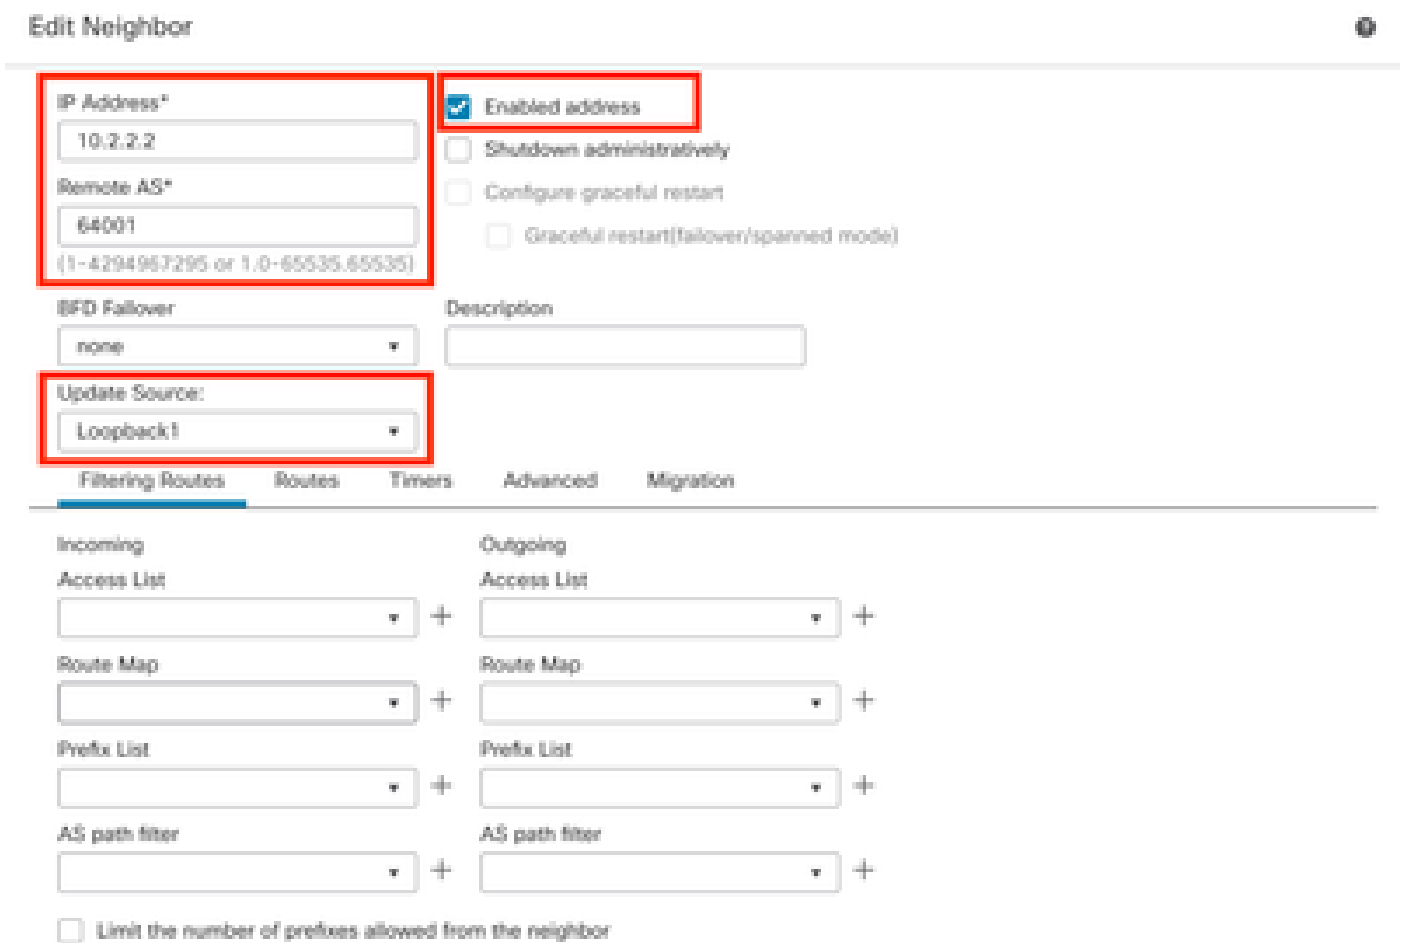 Edit Neighbor
IP Address*
10.2.2.2
Enabled address
Shutdown administratively
Remote AS*
64001
(1-4294967295 or 1.0-65535.65535)
Configure graceful restart
Graceful restart(failover/spanned mode)
BFD Failover
none
Description
Update Source:
Loopback1
Filtering Routes Routes Timers Advanced Migration
Incoming Outgoing
Access List Access List
Route Map Route Map
Prefix List Prefix List
AS path filter AS path filter
Limit the number of prefixes allowed from the neighbor